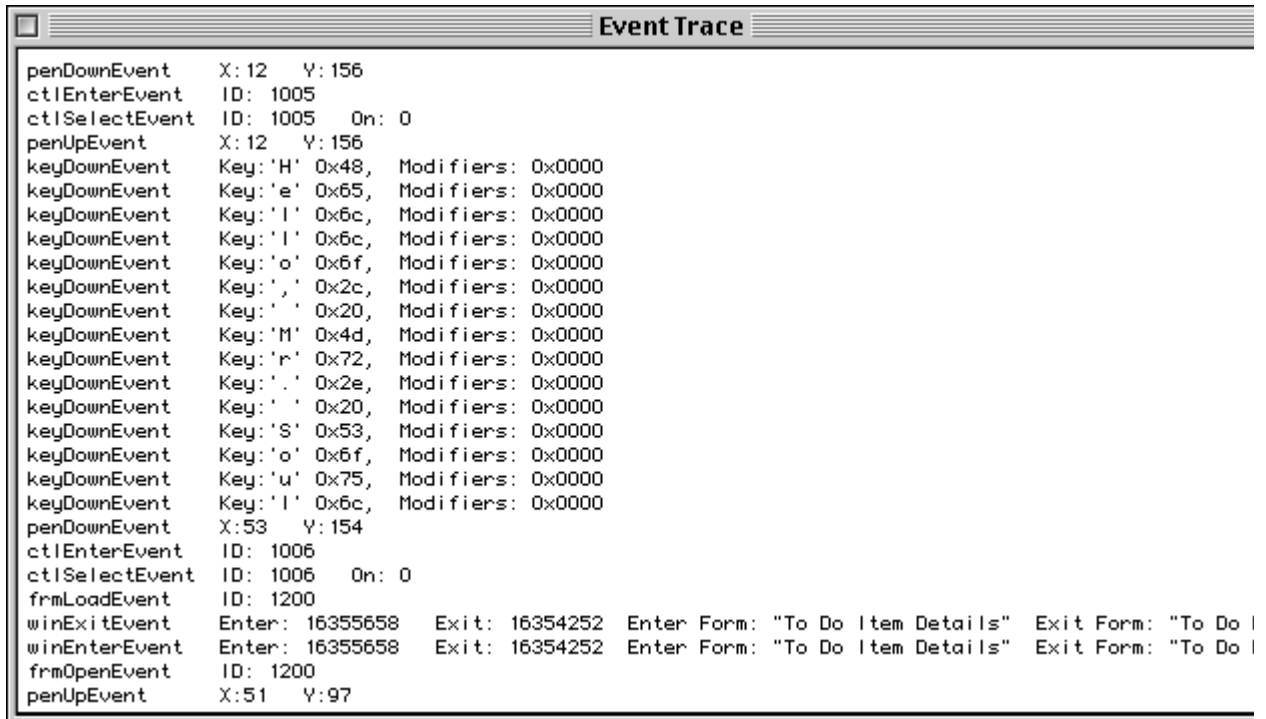 Event Trace
penDownEvent X:12 Y:156
ctlEnterEvent ID: 1005
ctlSelectEvent ID: 1005 On: 0
penUpEvent X:12 Y:156
keyDownEvent Key:'H' 0x48, Modifiers: 0x0000
keyDownEvent Key:'e' 0x65, Modifiers: 0x0000
keyDownEvent Key:'l' 0x6c, Modifiers: 0x0000
keyDownEvent Key:'l' 0x6c, Modifiers: 0x0000
keyDownEvent Key:'o' 0x6f, Modifiers: 0x0000
keyDownEvent Key:',' 0x2c, Modifiers: 0x0000
keyDownEvent Key:' ' 0x20, Modifiers: 0x0000
keyDownEvent Key:'M' 0x4d, Modifiers: 0x0000
keyDownEvent Key:'r' 0x72, Modifiers: 0x0000
keyDownEvent Key:'.' 0x2e, Modifiers: 0x0000
keyDownEvent Key:' ' 0x20, Modifiers: 0x0000
keyDownEvent Key:'S' 0x53, Modifiers: 0x0000
keyDownEvent Key:'o' 0x6f, Modifiers: 0x0000
keyDownEvent Key:'u' 0x75, Modifiers: 0x0000
keyDownEvent Key:'l' 0x6c, Modifiers: 0x0000
penDownEvent X:53 Y:154
ctlEnterEvent ID: 1006
ctlSelectEvent ID: 1006 On: 0
frmLoadEvent ID: 1200
winExitEvent Enter: 16355658 Exit: 16354252 Enter Form: "To Do Item Details" Exit Form: "To Do
winEnterEvent Enter: 16355658 Exit: 16354252 Enter Form: "To Do Item Details" Exit Form: "To Do
frmOpenEvent ID: 1200
penUpEvent X:51 Y:97